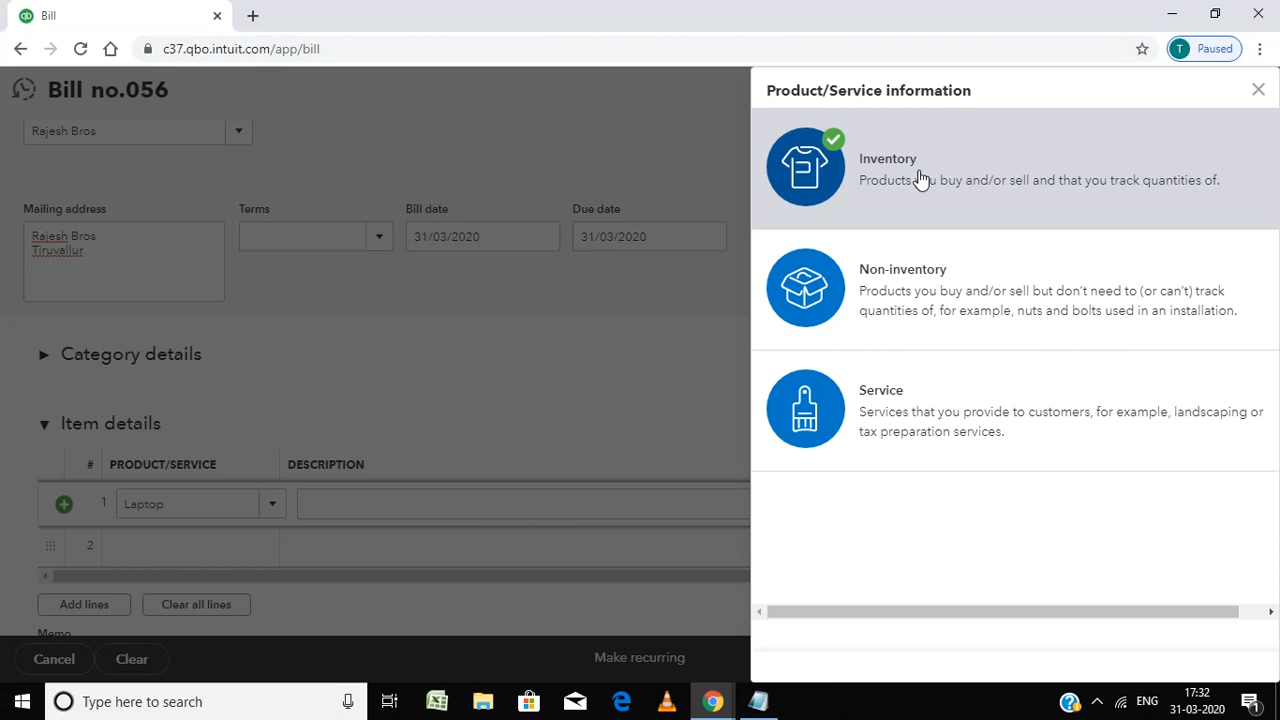 Bill
c37.qbo.intuit.com/app/bill
T Paused
Bill no.056
Rajesh Bros
Mailing address
Terms
Bill date
Due date
Rajesh Bros
Tiruvallur
31/03/2020
31/03/2020
Category details
Item details
# PRODUCT/SERVICE DESCRIPTION
1 Laptop
2
Add lines
Clear all lines
Memo
Cancel
Clear
Make recurring
Product/Service information
Inventory
Products you buy and/or sell and that you track quantities of.
Non-inventory
Products you buy and/or sell but don't need to (or can't) track
quantities of, for example, nuts and bolts used in an installation.
Service
Services that you provide to customers, for example, landscaping or
tax preparation services.
Type here to search
ENG
17:32
31-03-2020
1